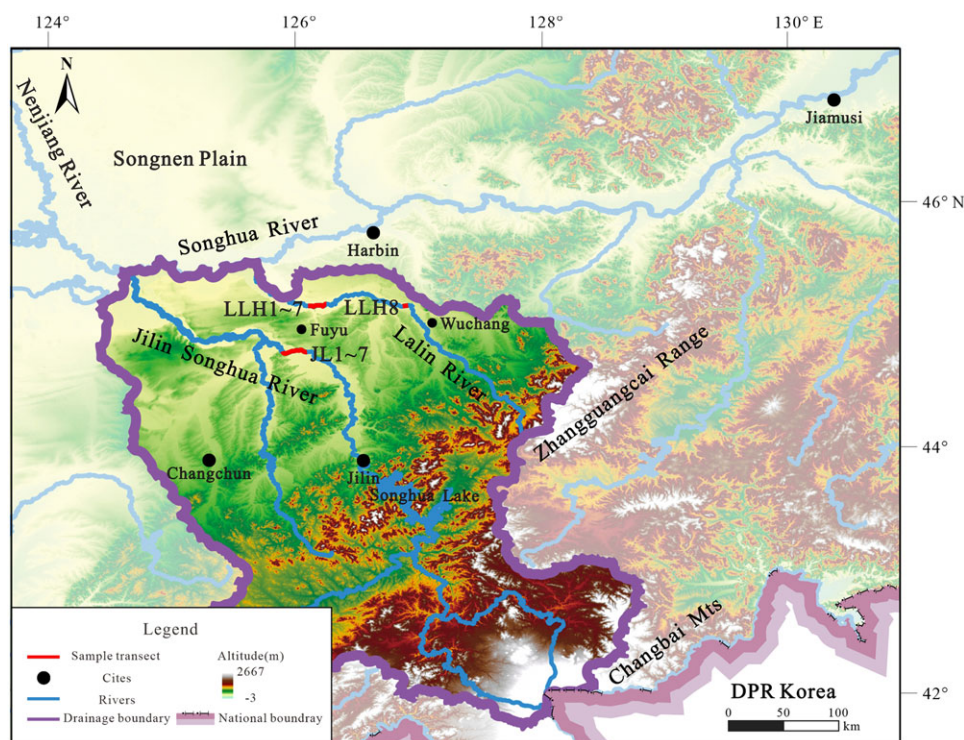 124°
126°
128°
130°E
N
Nenjiang River
Songnen Plain
Jiamusi
46°N
Songhua River
Harbin
LLH1~7
LLH8
Wuchang
Fuyu
JL1~7
Lalin River
Jilin Songhua River
Zhangguangcai Range
44°
Changchun
Jilin
Songhua Lake
Changbai Mts
42°
DPR Korea
0
50
100
km
Legend
Sample transect
Altitude(m)
Cites
2667
-3
Rivers
Drainage boundary
National boundray